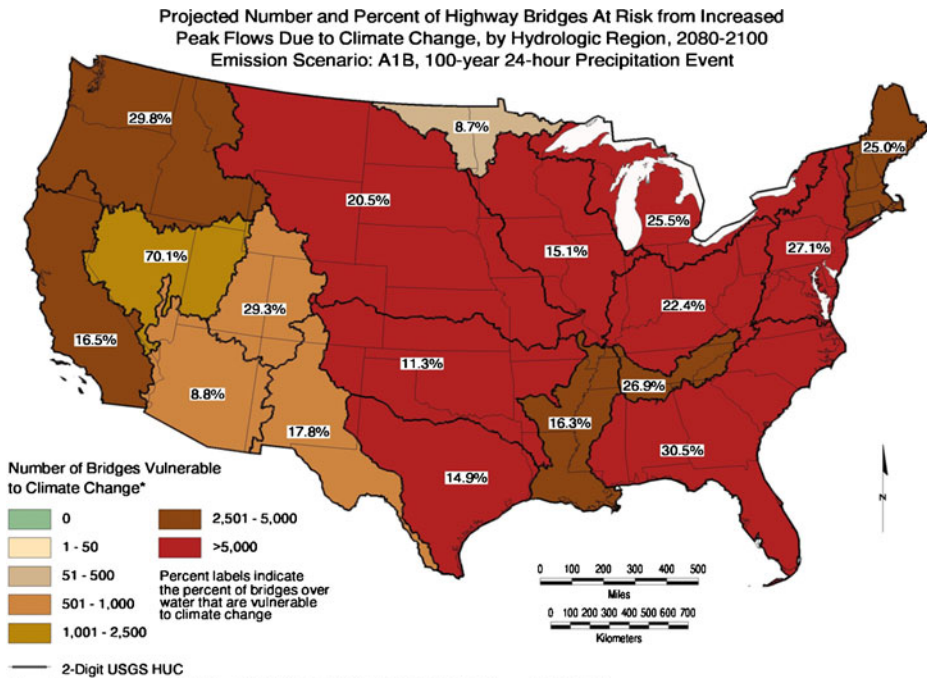 Projected Number and Percent of Highway Bridges At Risk from Increased
Peak Flows Due to Climate Change, by Hydrologic Region, 2080-2100
Emission Scenario: A1B, 100-year 24-hour Precipitation Event
29.8%
8.7%
25.0%
20.5%
25.5%
15.1%
27.1%
70.1%
29.3%
22.4%
16.5%
11.3%
26.9%
8.8%
16.3%
17.8%
30.5%
14.9%
Number of Bridges Vulnerable
to Climate Change*
0
1 - 50
51 - 500
501 - 1,000
1,001 - 2,500
2,501 - 5,000
>5,000
Percent labels indicate
the percent of bridges over
water that are vulnerable
to climate change
2-Digit USGS HUC
N
0 100 200 300 400 500
Miles
0 100 200 300 400 500 600 700
Kilometers